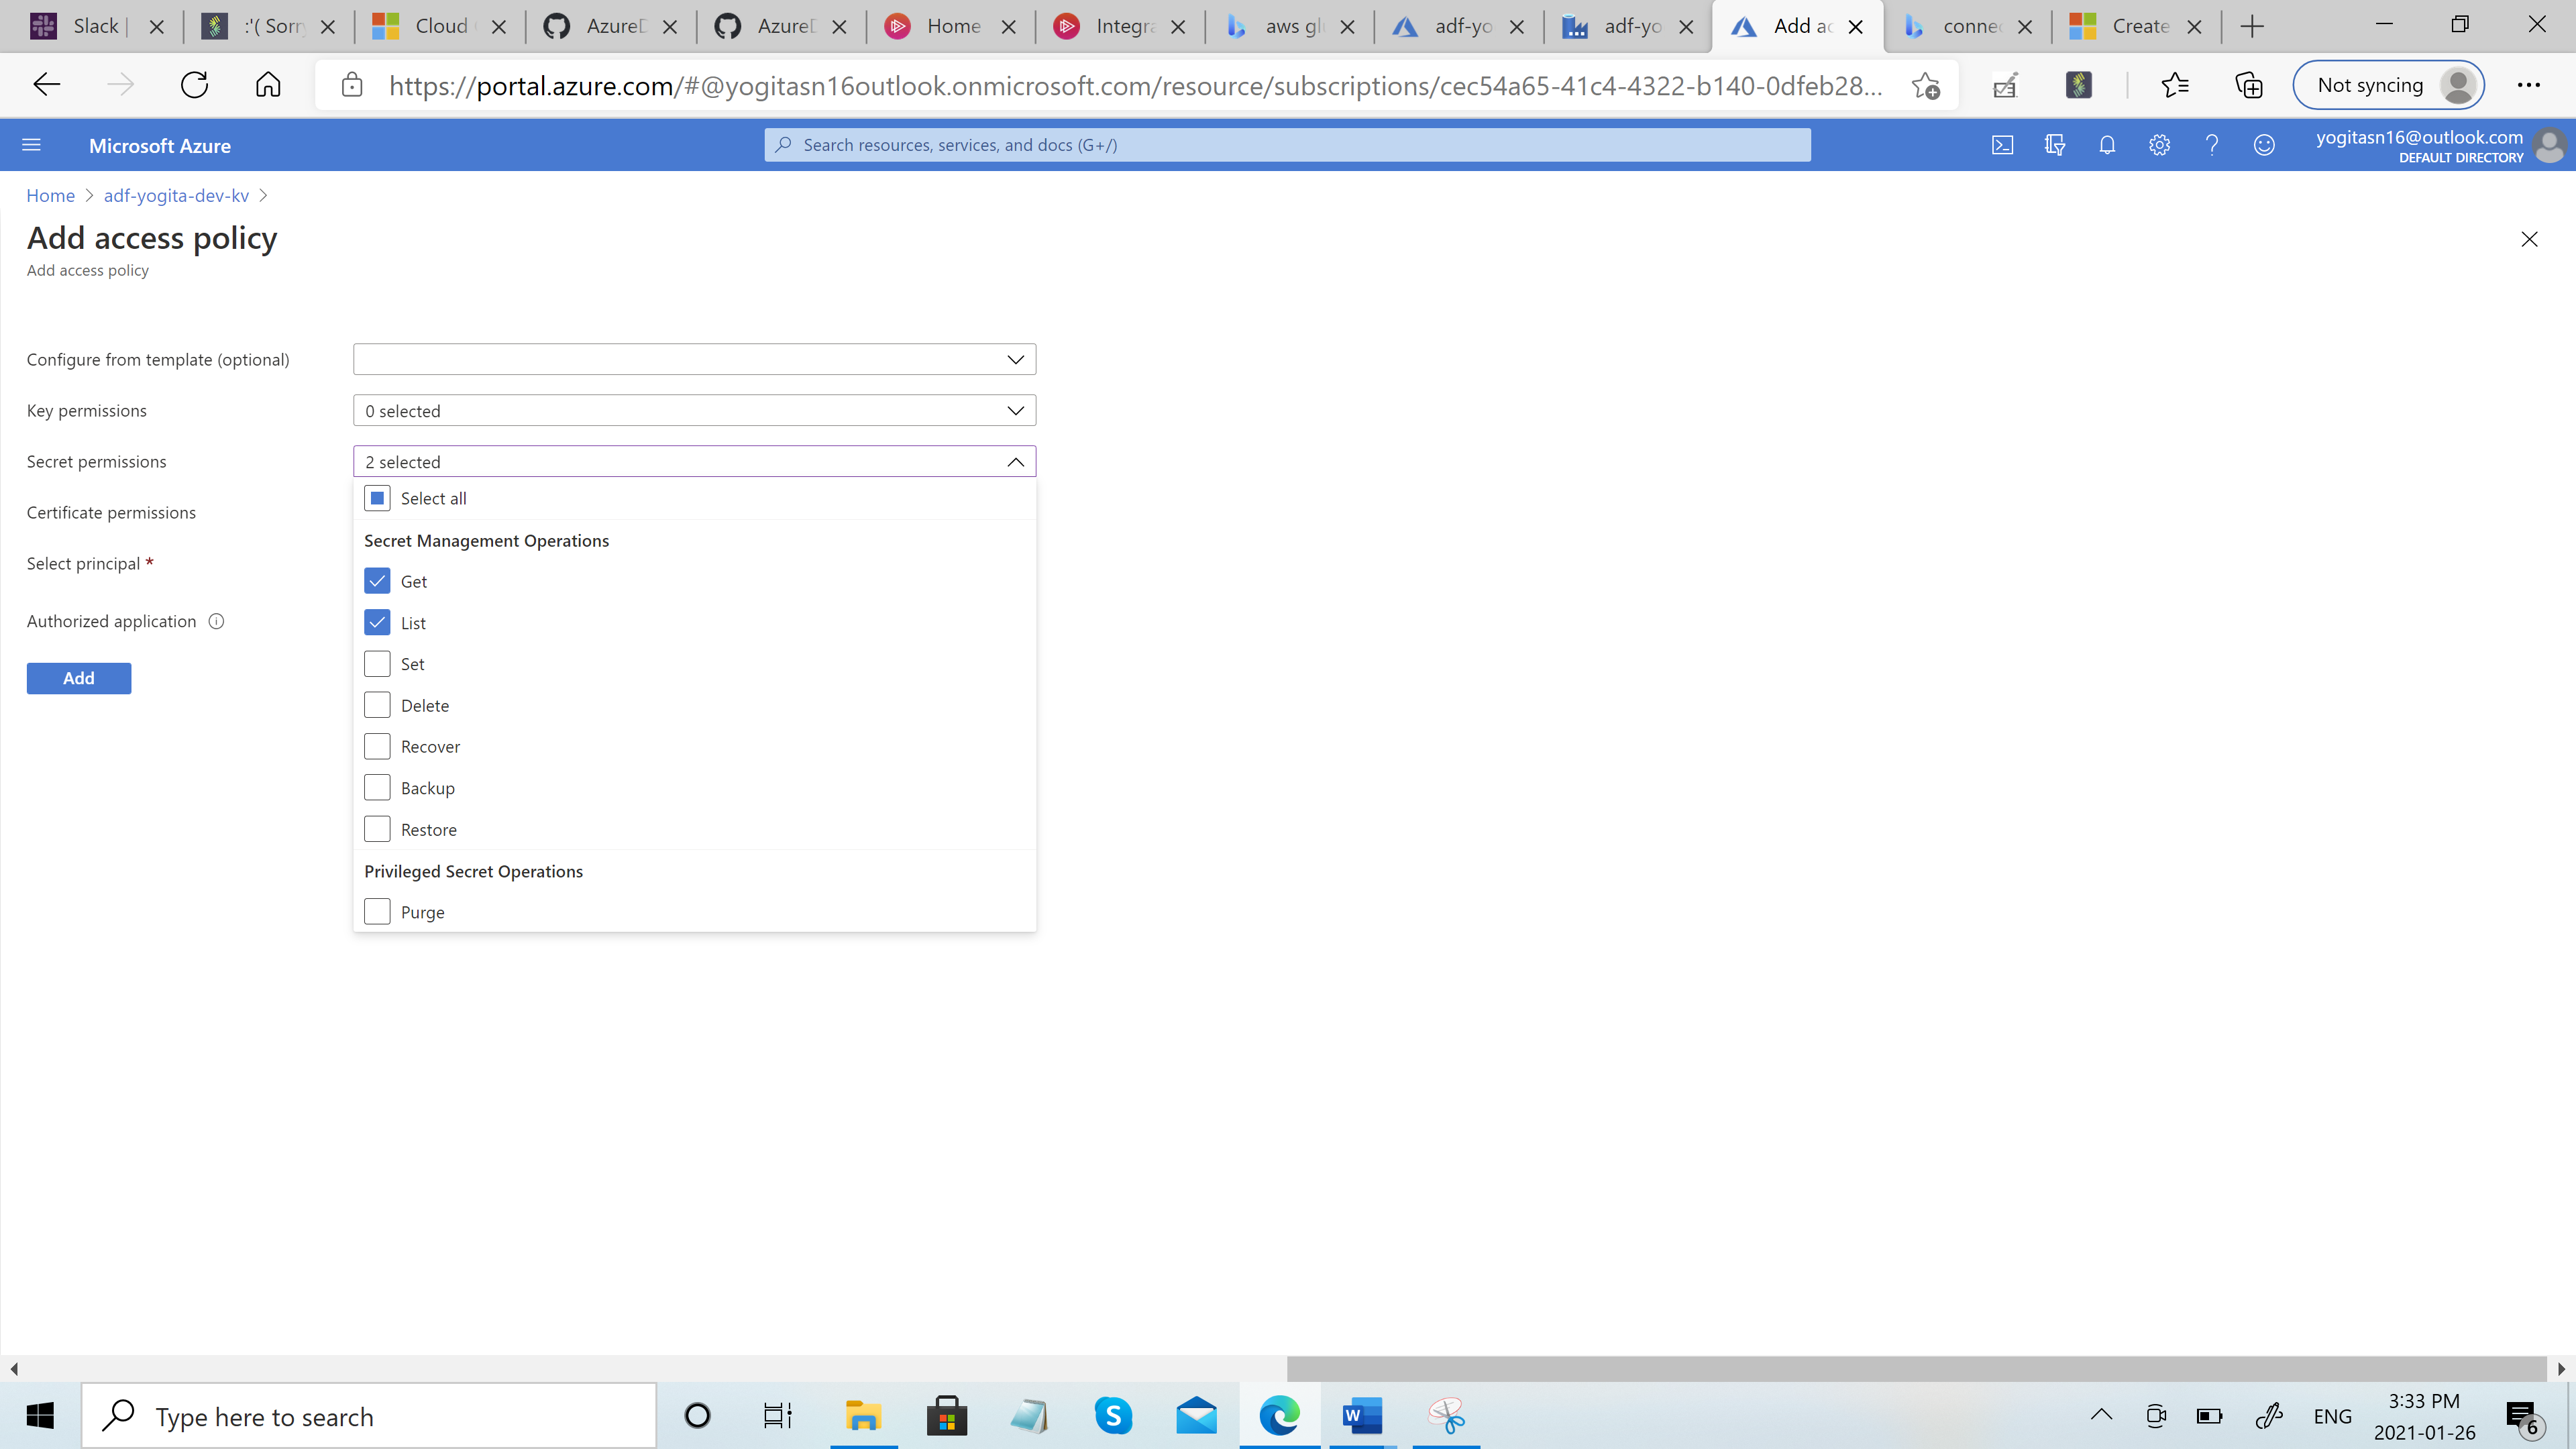 Slack |
:'( Sorry
Cloud
AzureD
AzureD
Home
Integra
aws gl
adf-yo
adf-yo
Add ac
connec
Create
https://portal.azure.com/#@yogitasn16outlook.onmicrosoft.com/resource/subscriptions/cec54a65-41c4-4322-b140-0dfeb28...
Not syncing
Microsoft Azure
Search resources, services, and docs (G+/)
yogitasn16@outlook.com
DEFAULT DIRECTORY
Home
adf-yogita-dev-kv
Add access policy
Add access policy
Configure from template (optional)
Key permissions
0 selected
Secret permissions
2 selected
Select all
Certificate permissions
Secret Management Operations
Select principal *
Get
Authorized application
List
Set
Add
Delete
Recover
Backup
Restore
Privileged Secret Operations
Purge
Type here to search
ENG
3:33 PM
2021-01-26
6